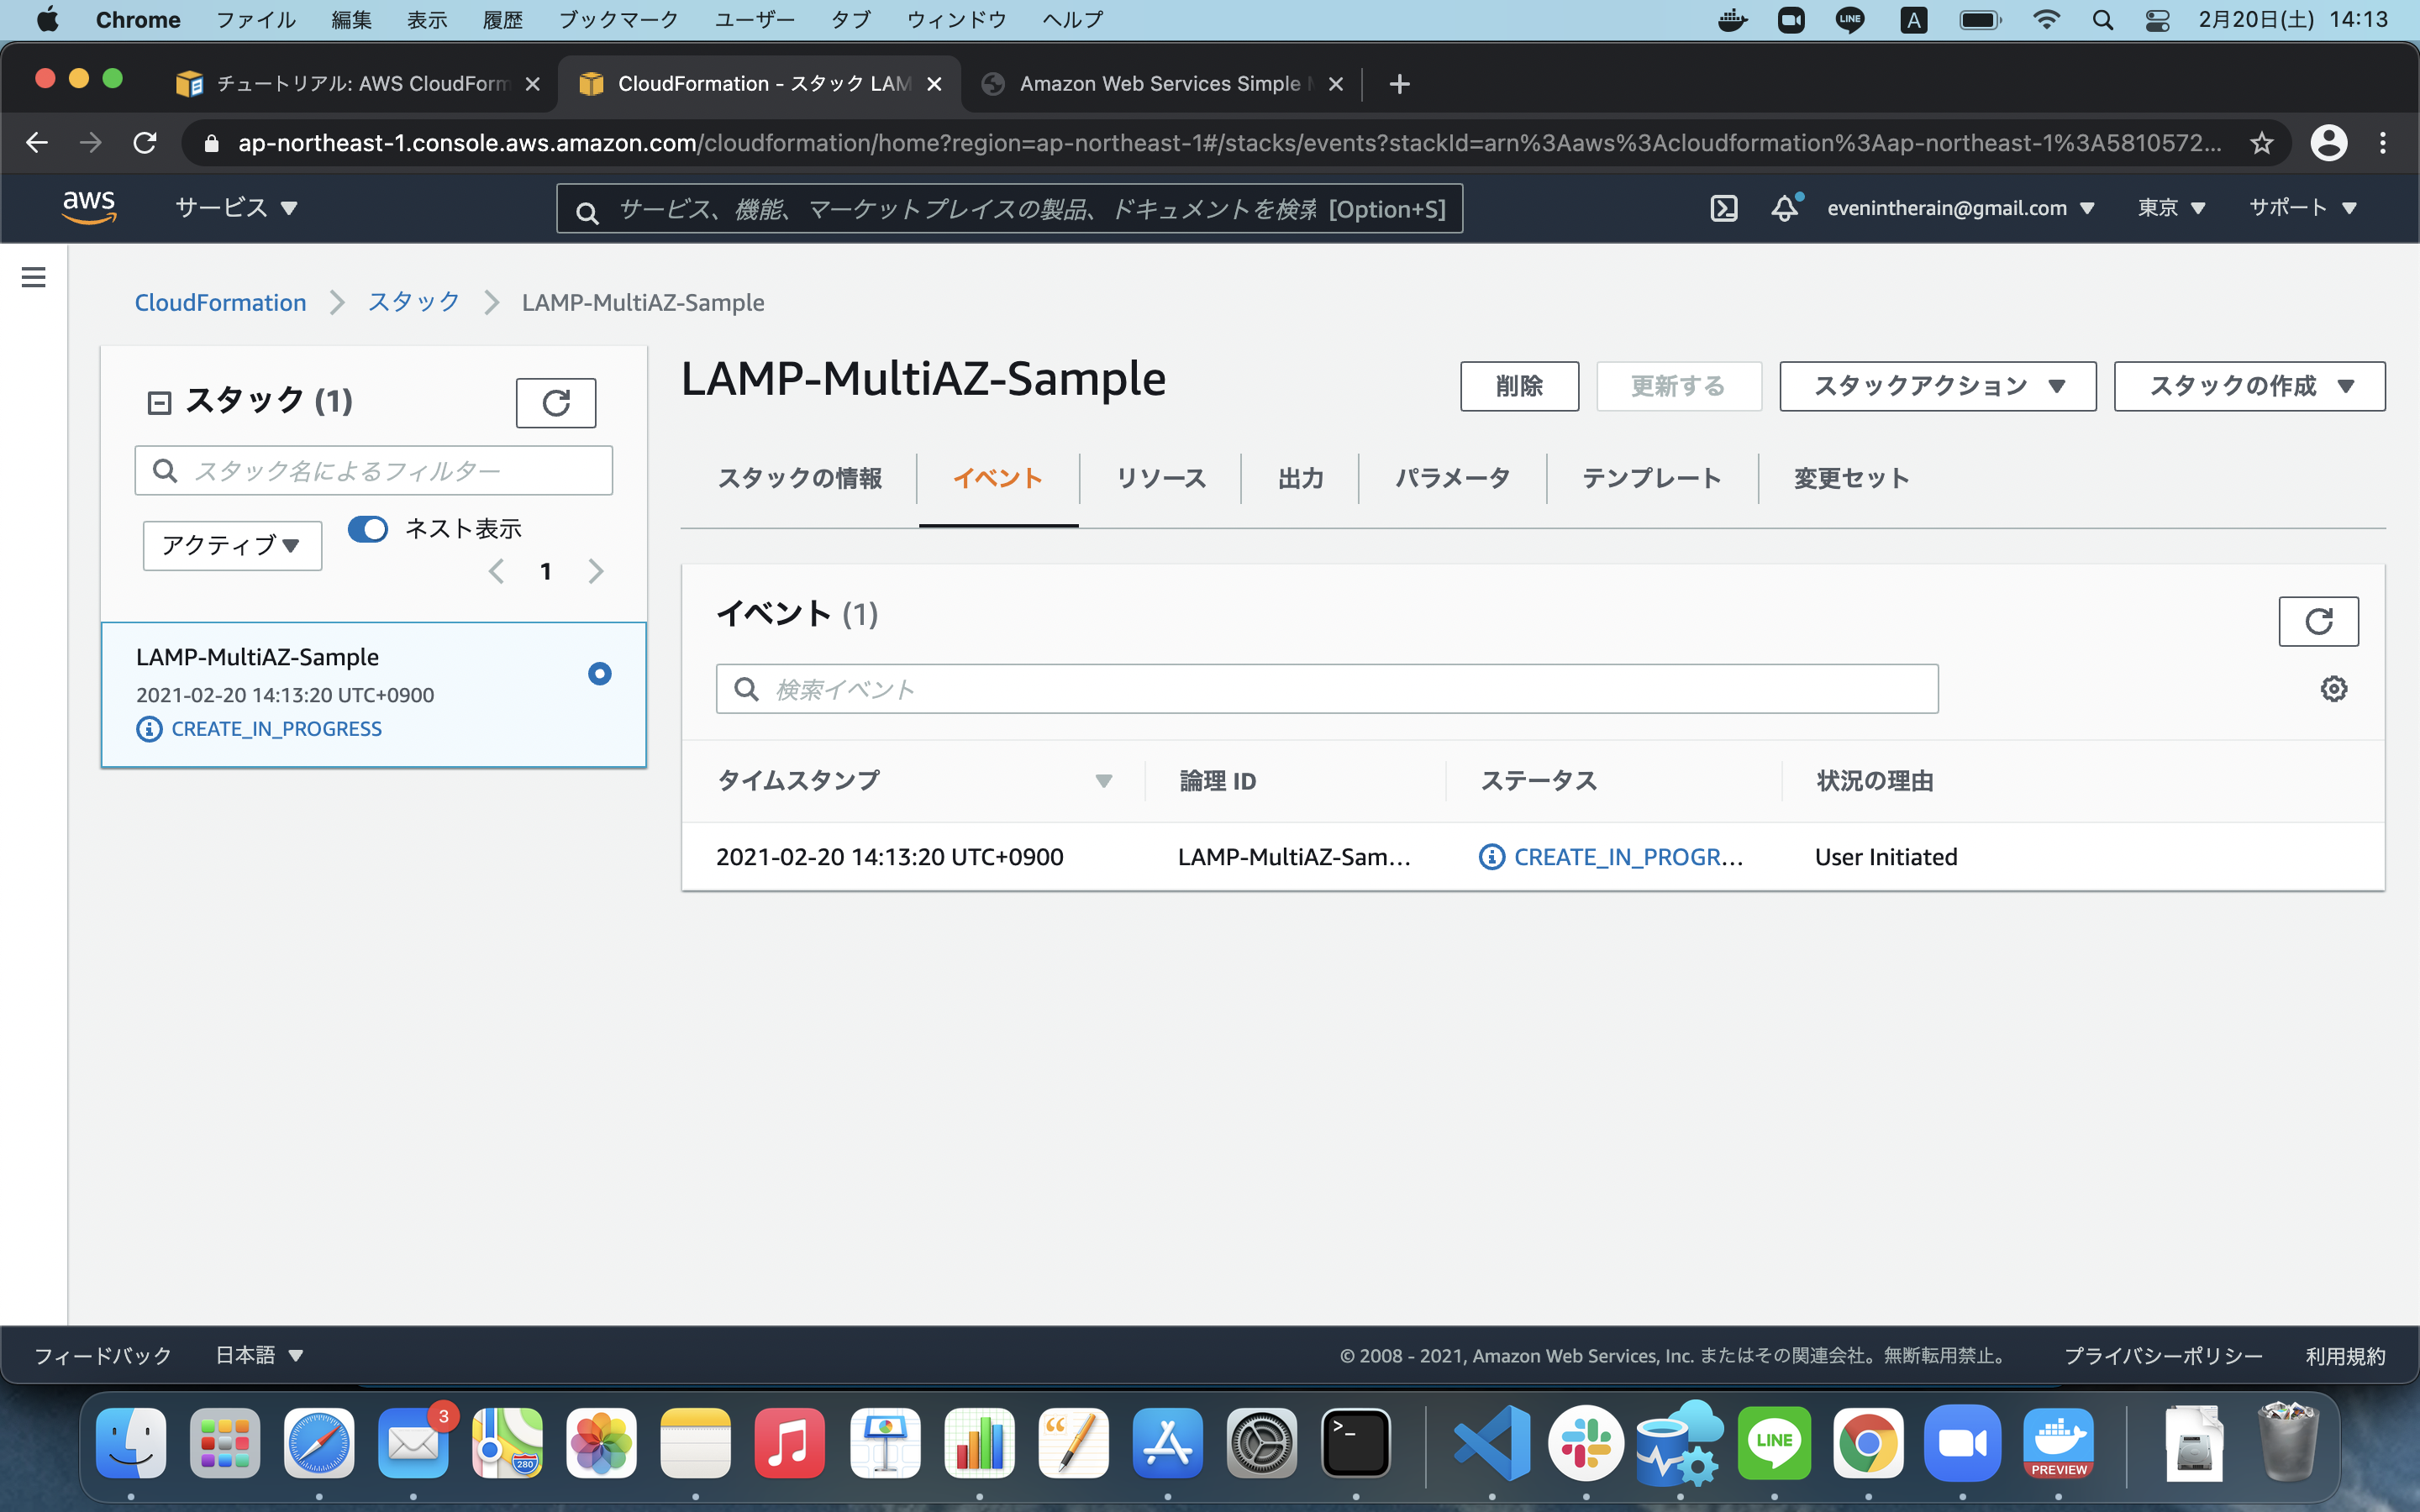 Chrome ファイル 編集 表示 履歴 ブックマーク ユーザー タブ ウィンドウ ヘルプ LINE A 2月20日(土) 14:13
チュートリアル: AWS CloudForm CloudFormation - スタック LAM Amazon Web Services Simple
ap-northeast-1.console.aws.amazon.com/cloudformation/home?region=ap-northeast-1#/stacks/events?stackId=arn%3Aaws%3Acloudformation%3Aap-northeast-1%3A5810572...
aws サービス サービス、機能、マーケットプレイスの製品、ドキュメントを検索 [Option+S] evenintherain@gmail.com 東京 サポート
CloudFormation スタック LAMP-MultiAZ-Sample
スタック (1)
スタック名によるフィルター
アクティブ ネスト表示
1
LAMP-MultiAZ-Sample
2021-02-20 14:13:20 UTC+0900
CREATE_IN_PROGRESS
LAMP-MultiAZ-Sample 削除 更新する スタックアクション スタックの作成
スタックの情報 イベント リソース 出力 パラメータ テンプレート 変更セット
イベント (1)
検索イベント
タイムスタンプ 論理 ID ステータス 状況の理由
2021-02-20 14:13:20 UTC+0900 LAMP-MultiAZ-Sam... CREATE_IN_PROGR... User Initiated
フィードバック 日本語 © 2008 - 2021, Amazon Web Services, Inc. またはその関連会社。無断転用禁止。 プライバシーポリシー 利用規約
3
280
LINE
PREVIEW